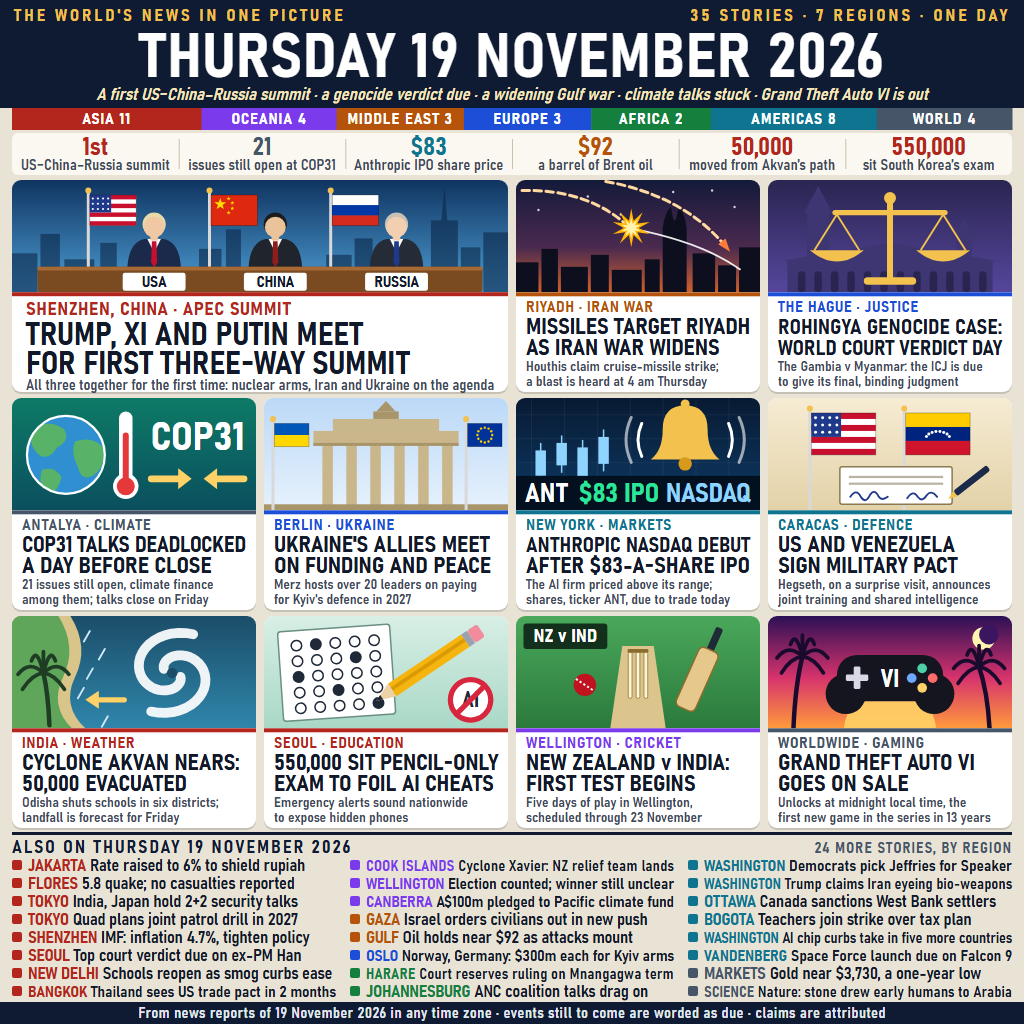 THE WORLD'S NEWS IN ONE PICTURE
35 STORIES · 7 REGIONS · ONE DAY
THURSDAY 19 NOVEMBER 2026
A first US–China–Russia summit · a genocide verdict due · a widening Gulf war · climate talks stuck · Grand Theft Auto VI is out
ASIA 11
OCEANIA 4
MIDDLE EAST 3
EUROPE 3
AFRICA 2
AMERICAS 8
WORLD 4
1st
US–China–Russia summit
21
issues still open at COP31
$83
Anthropic IPO share price
$92
a barrel of Brent oil
50,000
moved from Akvan's path
550,000
sit South Korea's exam
USA
CHINA
RUSSIA
SHENZHEN, CHINA · APEC SUMMIT
TRUMP, XI AND PUTIN MEET
FOR FIRST THREE-WAY SUMMIT
All three together for the first time: nuclear arms, Iran and Ukraine on the agenda
RIYADH · IRAN WAR
MISSILES TARGET RIYADH
AS IRAN WAR WIDENS
Houthis claim cruise-missile strike;
a blast is heard at 4 am Thursday
THE HAGUE · JUSTICE
ROHINGYA GENOCIDE CASE:
WORLD COURT VERDICT DAY
The Gambia v Myanmar: the ICJ is due
to give its final, binding judgment
COP31
ANTALYA · CLIMATE
COP31 TALKS DEADLOCKED
A DAY BEFORE CLOSE
21 issues still open, climate finance
among them; talks close on Friday
BERLIN · UKRAINE
UKRAINE'S ALLIES MEET
ON FUNDING AND PEACE
Merz hosts over 20 leaders on paying
for Kyiv's defence in 2027
ANT $83 IPO NASDAQ
NEW YORK · MARKETS
ANTHROPIC NASDAQ DEBUT
AFTER $83-A-SHARE IPO
The AI firm priced above its range;
shares, ticker ANT, due to trade today
CARACAS · DEFENCE
US AND VENEZUELA
SIGN MILITARY PACT
Hegseth, on a surprise visit, announces
joint training and shared intelligence
INDIA · WEATHER
CYCLONE AKVAN NEARS:
50,000 EVACUATED
Odisha shuts schools in six districts;
landfall is forecast for Friday
AI
SEOUL · EDUCATION
550,000 SIT PENCIL-ONLY
EXAM TO FOIL AI CHEATS
Emergency alerts sound nationwide
to expose hidden phones
NZ v IND
WELLINGTON · CRICKET
NEW ZEALAND v INDIA:
FIRST TEST BEGINS
Five days of play in Wellington,
scheduled through 23 November
VI
WORLDWIDE · GAMING
GRAND THEFT AUTO VI
GOES ON SALE
Unlocks at midnight local time, the
first new game in the series in 13 years
ALSO ON THURSDAY 19 NOVEMBER 2026
24 MORE STORIES, BY REGION
JAKARTA Rate raised to 6% to shield rupiah
FLORES 5.8 quake; no casualties reported
TOKYO India, Japan hold 2+2 security talks
TOKYO Quad plans joint patrol drill in 2027
SHENZHEN IMF: inflation 4.7%, tighten policy
SEOUL Top court verdict due on ex-PM Han
NEW DELHI Schools reopen as smog curbs ease
BANGKOK Thailand sees US trade pact in 2 months
COOK ISLANDS Cyclone Xavier: NZ relief team lands
WELLINGTON Election counted; winner still unclear
CANBERRA A$100m pledged to Pacific climate fund
GAZA Israel orders civilians out in new push
GULF Oil holds near $92 as attacks mount
OSLO Norway, Germany: $300m each for Kyiv arms
HARARE Court reserves ruling on Mnangagwa term
JOHANNESBURG ANC coalition talks drag on
WASHINGTON Democrats pick Jeffries for Speaker
WASHINGTON Trump claims Iran eyeing bio-weapons
OTTAWA Canada sanctions West Bank settlers
BOGOTA Teachers join strike over tax plan
WASHINGTON AI chip curbs take in five more countries
VANDENBERG Space Force launch due on Falcon 9
MARKETS Gold near $3,730, a one-year low
SCIENCE Nature: stone drew early humans to Arabia
From news reports of 19 November 2026 in any time zone · events still to come are worded as due · claims are attributed